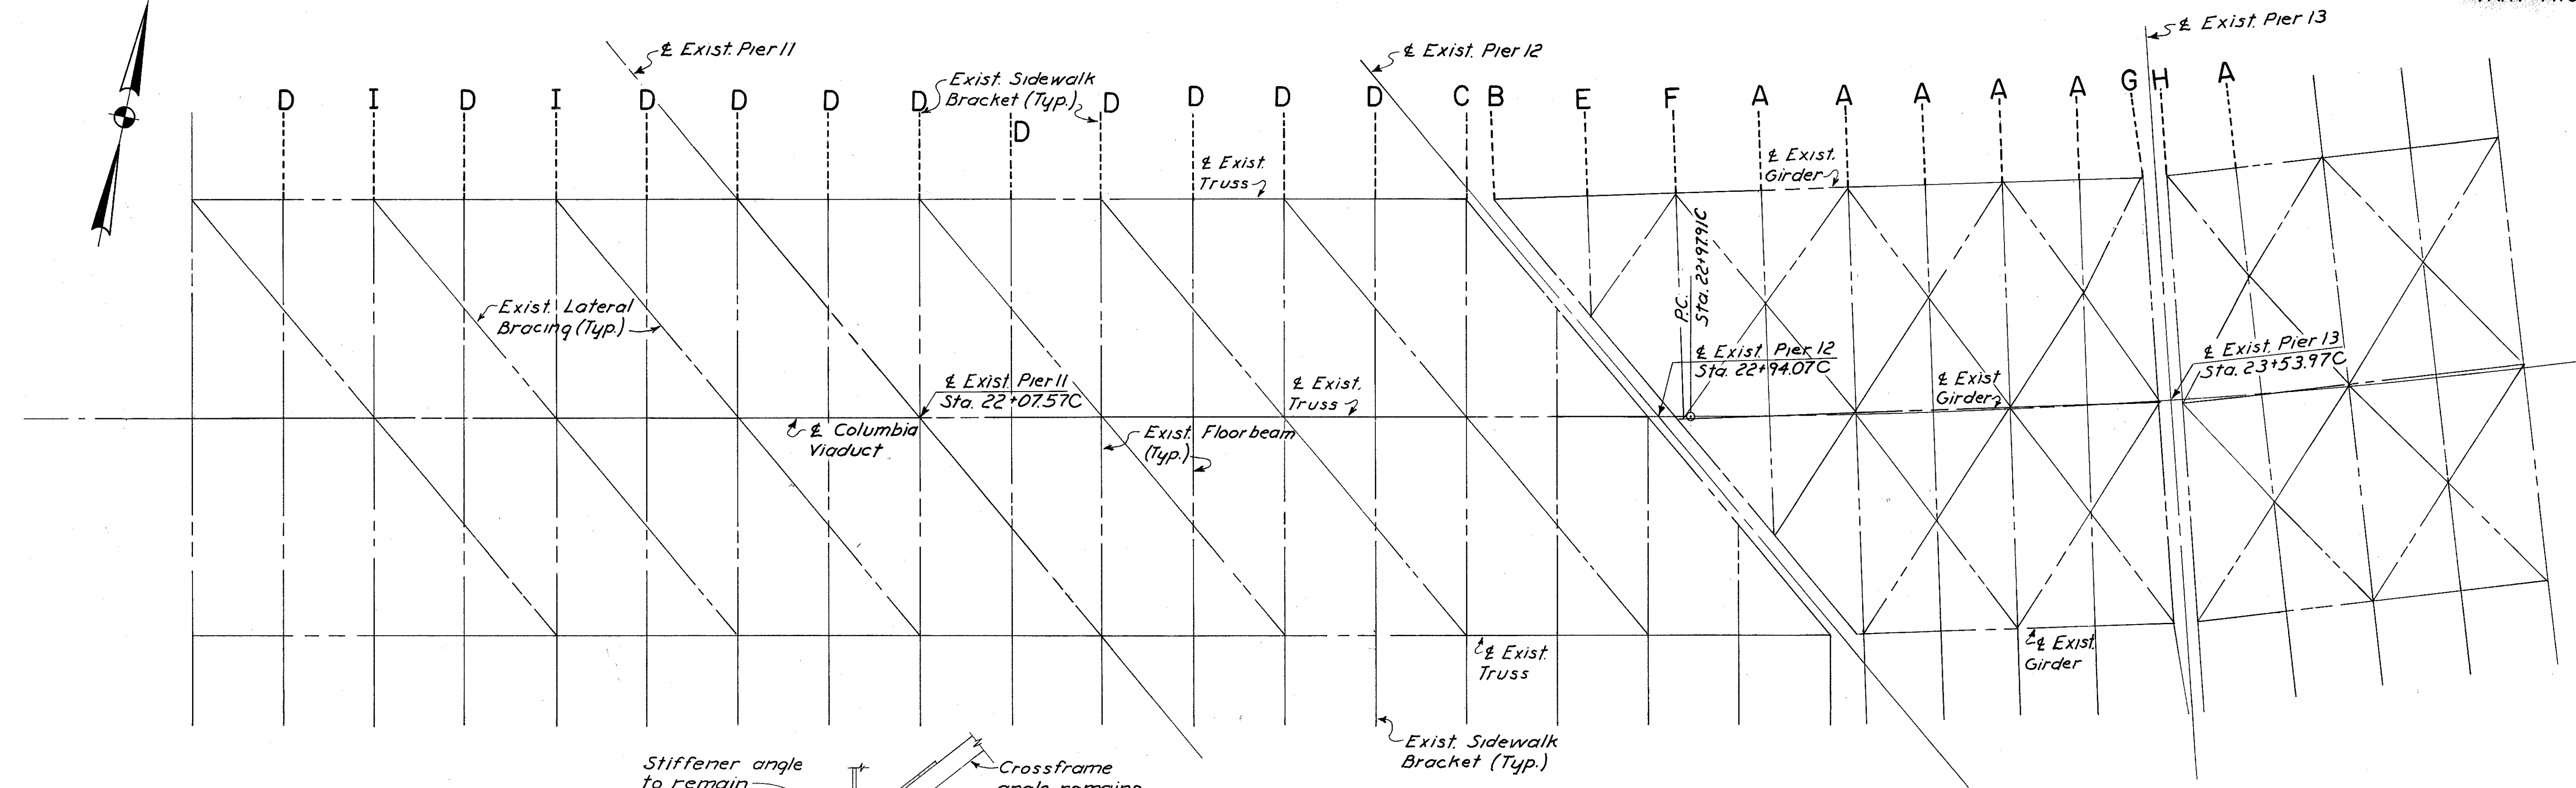 ℄ Exist. Pier 13
℄ Exist. Pier 11
℄ Exist. Pier 12
Exist. Sidewalk
Bracket (Typ.)
D I D I D D D D D D D D D C B E F A A A A A G H A
℄ Exist.
Truss
℄ Exist.
Girder
P.C.
Sta. 22+97.91C
Exist. Lateral
Bracing (Typ.)
℄ Exist. Pier 12
Sta. 22+94.07C
℄ Exist. Pier 13
Sta. 23+53.97C
℄ Exist. Pier 11
Sta. 22+07.57C
℄ Exist.
Truss
℄ Exist
Girder
℄ Columbia
Viaduct
Exist. Floorbeam
(Typ.)
℄ Exist.
Truss
℄ Exist.
Girder
Exist. Sidewalk
Bracket (Typ.)
Stiffener angle
to remain
Crossframe
angle remains